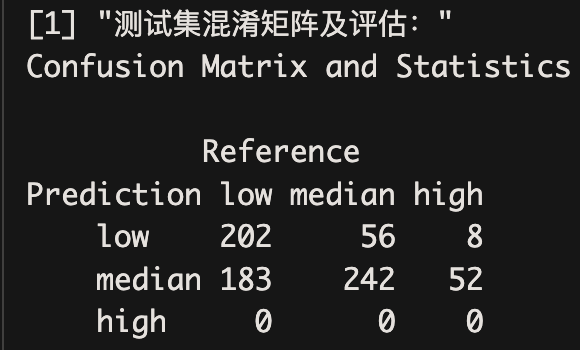 [1] "测试集混淆矩阵及评估："
Confusion Matrix and Statistics
Reference
Prediction low median high
low 202 56 8
median 183 242 52
high 0 0 0